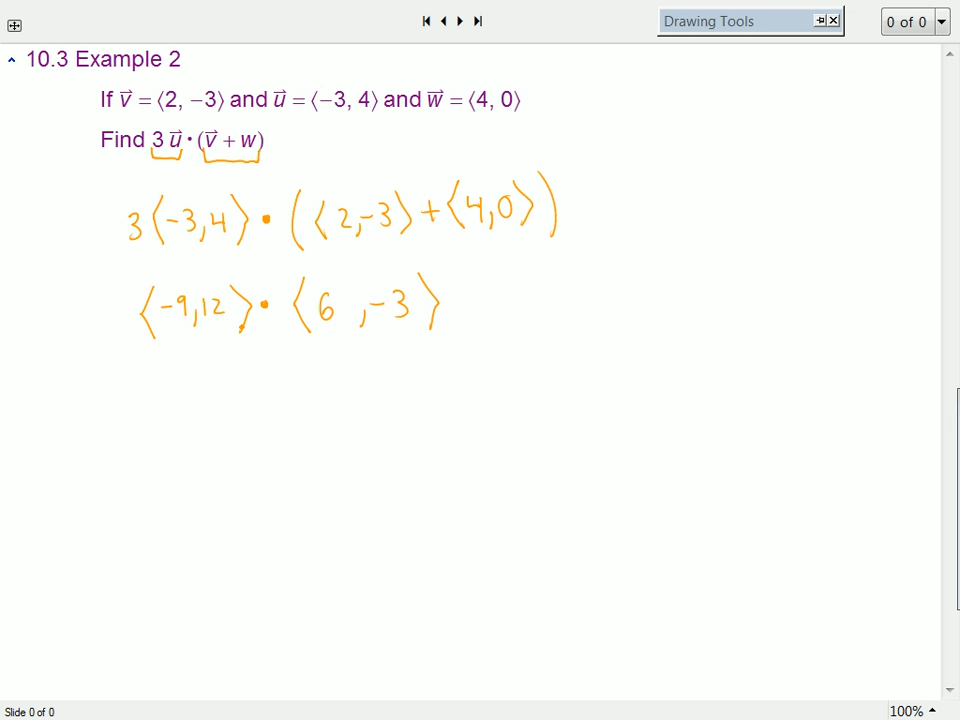 Drawing Tools
0 of 0
10.3 Example 2
If v⃗ = ⟨2, −3⟩ and u⃗ = ⟨−3, 4⟩ and w⃗ = ⟨4, 0⟩
Find 3 u⃗ · (v⃗ + w)
3⟨-3,4⟩ · (⟨2,-3⟩ + ⟨4,0⟩)
⟨-9,12⟩ · ⟨6 ,-3⟩
Slide 0 of 0
100%